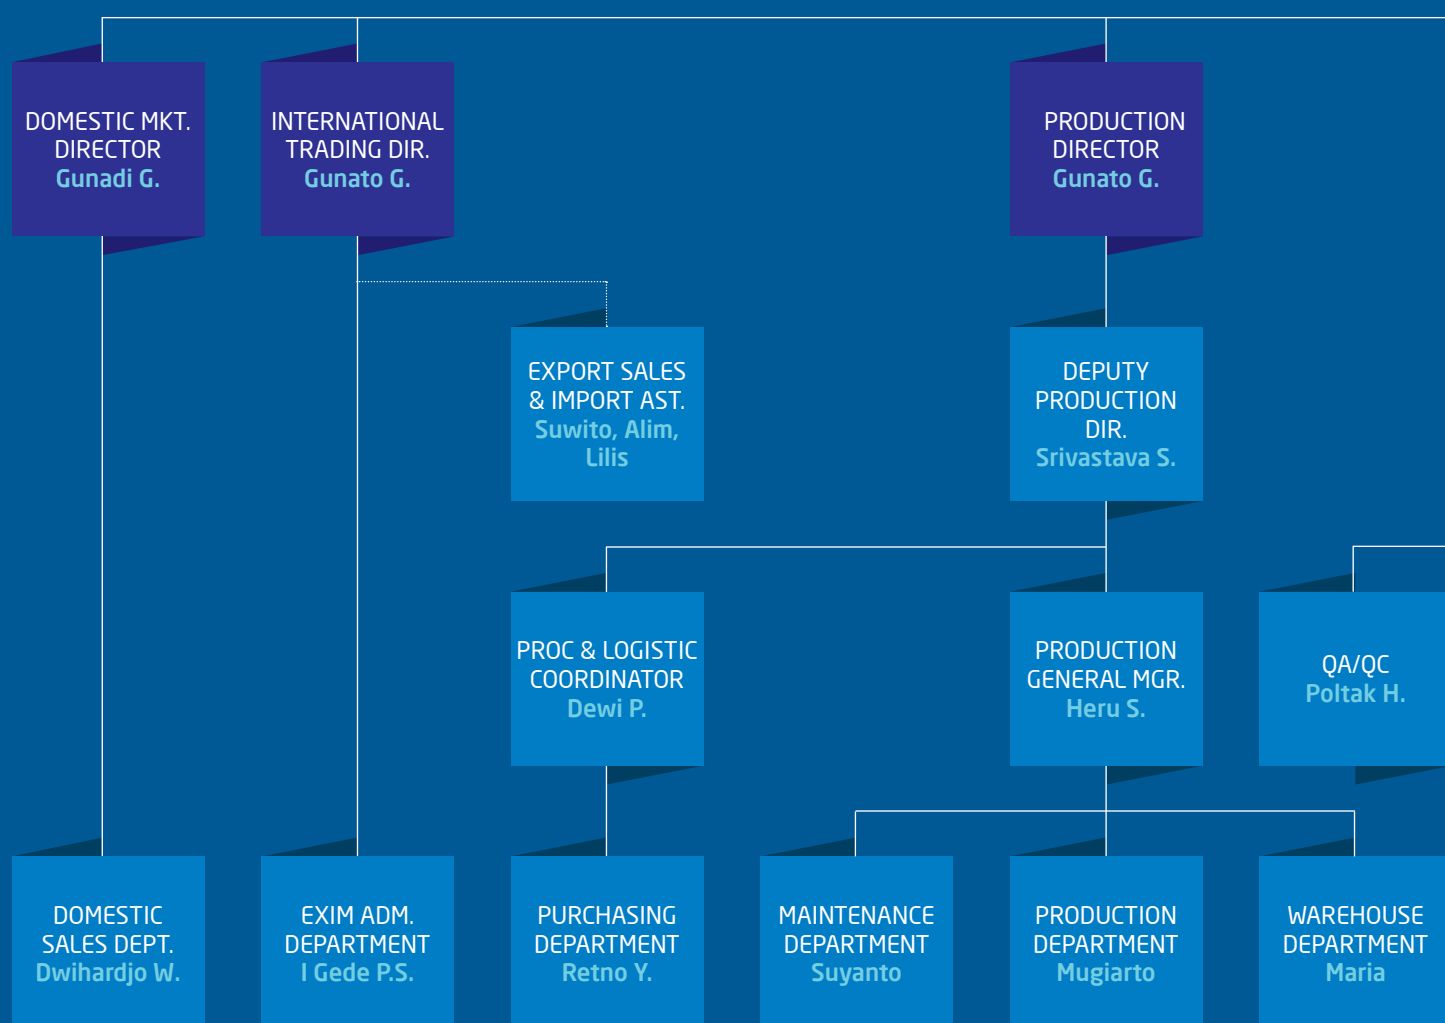 DOMESTIC MKT.
DIRECTOR
Gunadi G.
INTERNATIONAL
TRADING DIR.
Gunato G.
PRODUCTION
DIRECTOR
Gunato G.
EXPORT SALES
& IMPORT AST.
Suwito, Alim,
Lilis
DEPUTY
PRODUCTION
DIR.
Srivastava S.
PROC & LOGISTIC
COORDINATOR
Dewi P.
PRODUCTION
GENERAL MGR.
Heru S.
QA/QC
Poltak H.
DOMESTIC
SALES DEPT.
Dwihardjo W.
EXIM ADM.
DEPARTMENT
I Gede P.S.
PURCHASING
DEPARTMENT
Retno Y.
MAINTENANCE
DEPARTMENT
Suyanto
PRODUCTION
DEPARTMENT
Mugiarto
WAREHOUSE
DEPARTMENT
Maria